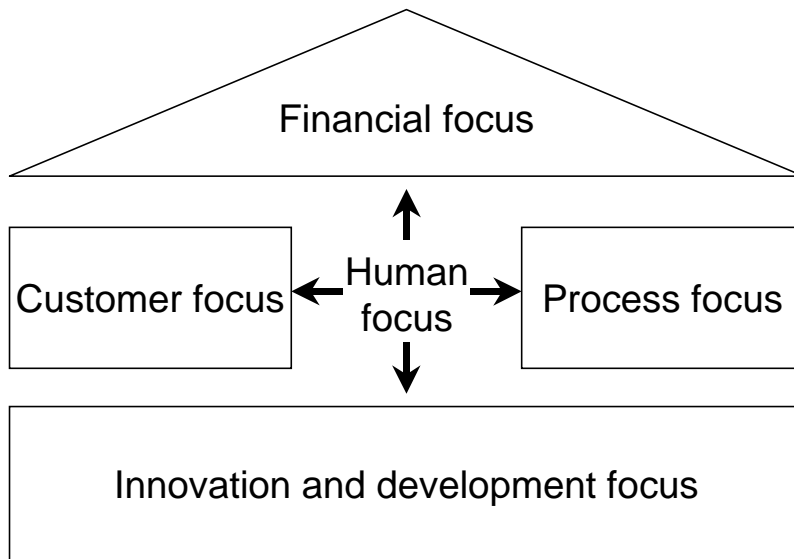 Financial focus
Customer focus
Human
focus
Process focus
Innovation and development focus